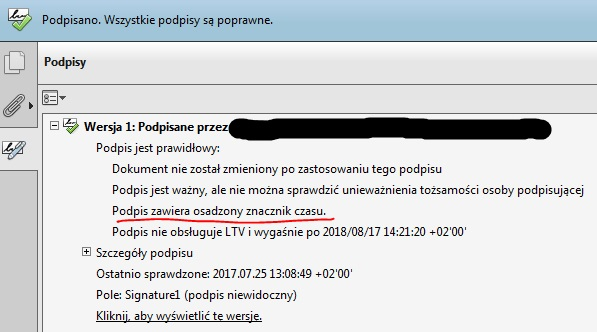 Podpisano. Wszystkie podpisy są poprawne.
Podpisy
Wersja 1: Podpisane przez
Podpis jest prawidłowy:
Dokument nie został zmieniony po zastosowaniu tego podpisu
Podpis jest ważny, ale nie można sprawdzić unieważnienia tożsamości osoby podpisującej
Podpis zawiera osadzony znacznik czasu.
Podpis nie obsługuje LTV i wygaśnie po 2018/08/17 14:21:20 +02'00'
Szczegóły podpisu
Ostatnio sprawdzone: 2017.07.25 13:08:49 +02'00'
Pole: Signature1 (podpis niewidoczny)
Kliknij, aby wyświetlić te wersje.